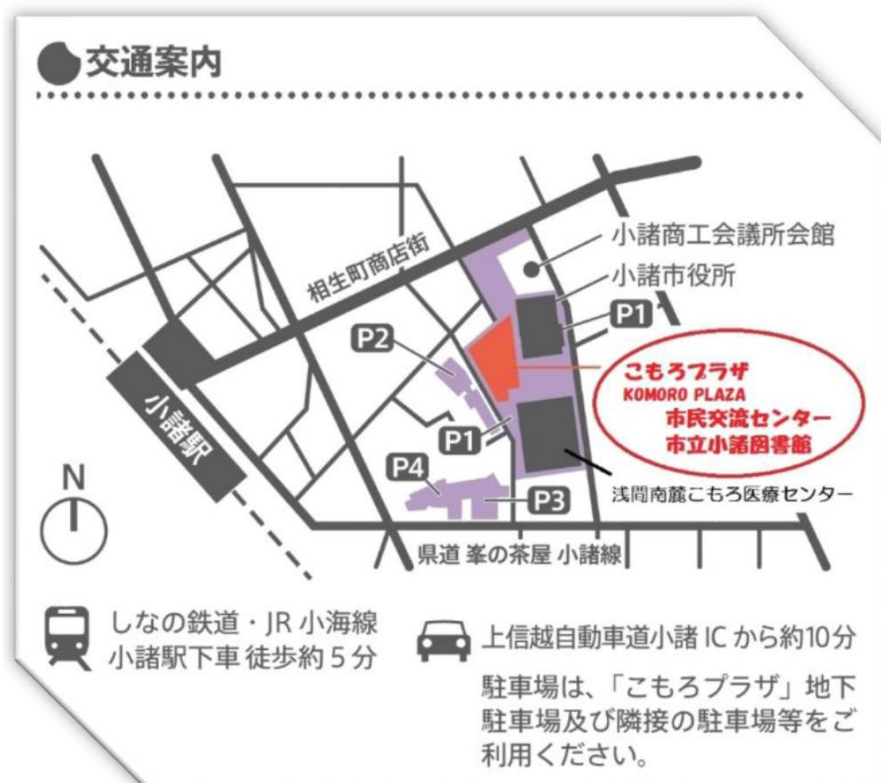 交通案内
相生町商店街
小諸商工会議所会館
小諸市役所
P1
P2
こもろプラザ
KOMORO PLAZA
市民交流センター
市立小諸図書館
小諸駅
P1
P4
P3
浅間南麓こもろ医療センター
N
県道 峯の茶屋 小諸線
しなの鉄道・JR 小海線
小諸駅下車 徒歩約5分
上信越自動車道小諸 IC から約10分
駐車場は、「こもろプラザ」地下
駐車場及び隣接の駐車場等をご
利用ください。